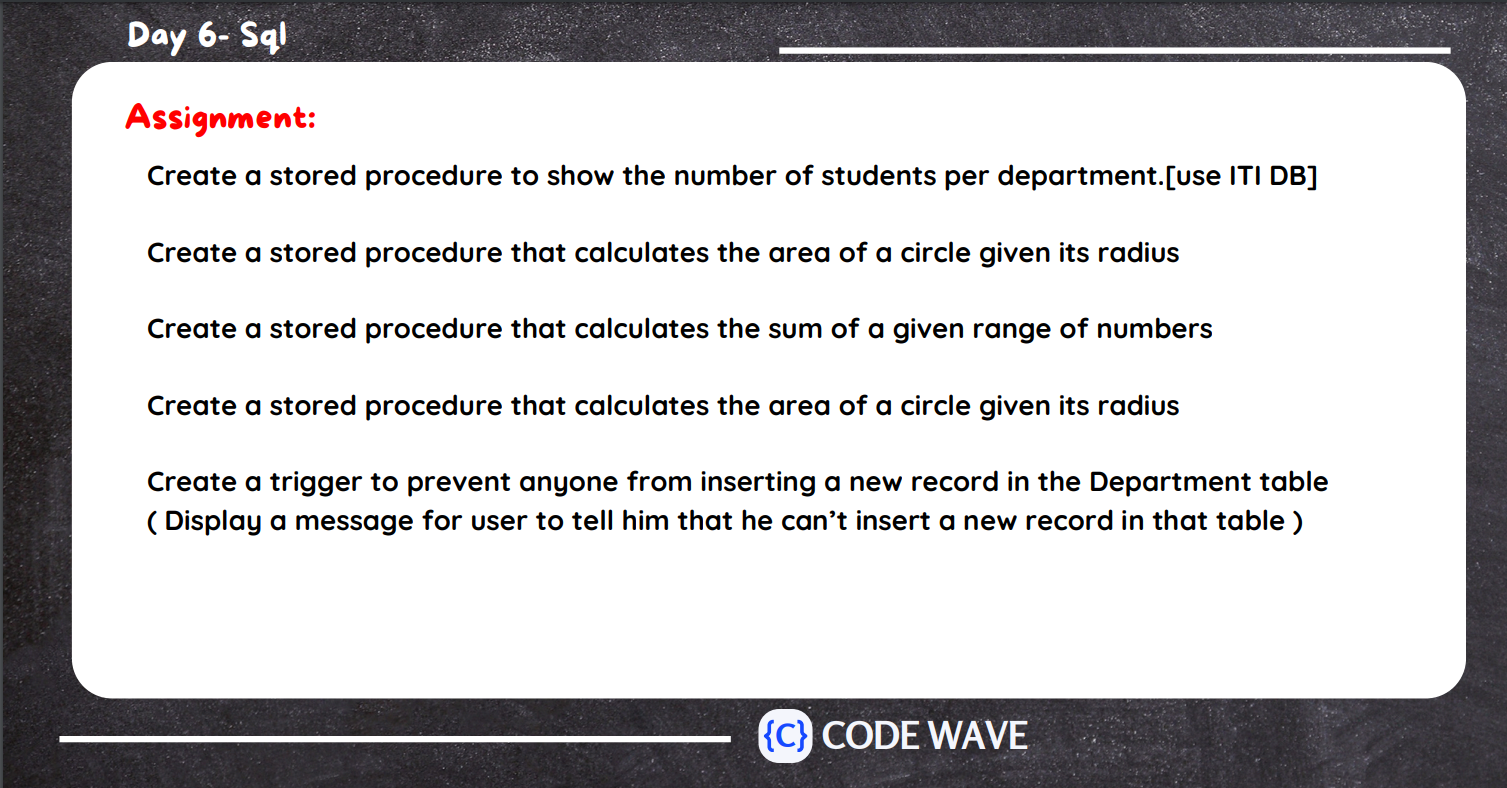 Day 6- Sql
Assignment:
Create a stored procedure to show the number of students per department.[use ITI DB]
Create a stored procedure that calculates the area of a circle given its radius
Create a stored procedure that calculates the sum of a given range of numbers
Create a stored procedure that calculates the area of a circle given its radius
Create a trigger to prevent anyone from inserting a new record in the Department table
( Display a message for user to tell him that he can’t insert a new record in that table )
{C} CODE WAVE